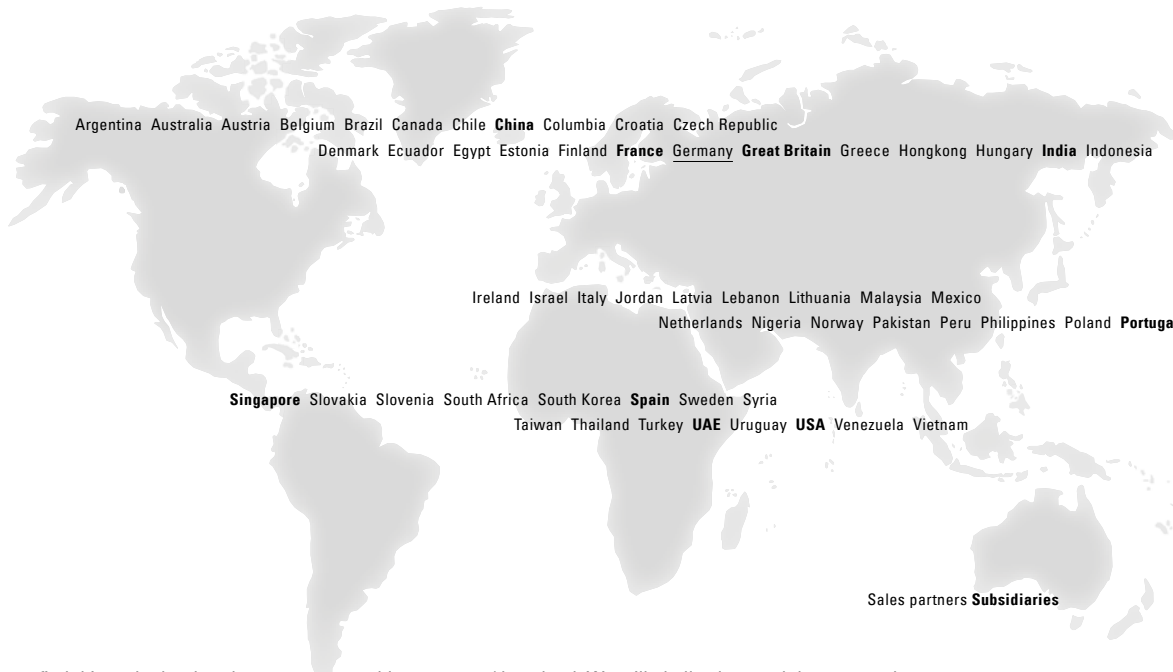 Argentina Australia Austria Belgium Brazil Canada Chile China Columbia Croatia Czech Republic
Denmark Ecuador Egypt Estonia Finland France Germany Great Britain Greece Hongkong Hungary India Indonesia
Ireland Israel Italy Jordan Latvia Lebanon Lithuania Malaysia Mexico
Netherlands Nigeria Norway Pakistan Peru Philippines Poland Portuga
Singapore Slovakia Slovenia South Africa South Korea Spain Sweden Syria
Taiwan Thailand Turkey UAE Uruguay USA Venezuela Vietnam
Sales partners Subsidiaries